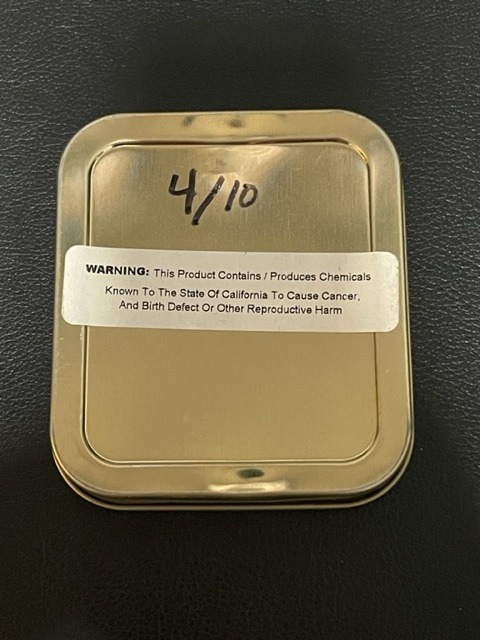 4/10
WARNING: This Product Contains / Produces Chemicals
Known To The State Of California To Cause Cancer,
And Birth Defect Or Other Reproductive Harm